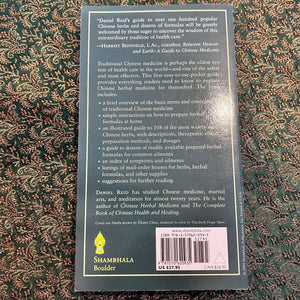 "Daniel Reid's guide to over one hundred popular
Chinese herbs and dozens of formulas will be greatly
welcomed by those eager to uncover the wisdom of this
extraordinary tradition of health care."
—Harriet Beinfield, L.Ac., coauthor, Between Heaven
and Earth: A Guide to Chinese Medicine
Traditional Chinese medicine is perhaps the oldest
system of health care in the world—and one of the safest
and most effective. This first easy-to-use pocket guide
provides everything readers need to know to explore
Chinese herbal medicine for themselves. The book
includes:
• a brief overview of the basic terms and concepts
of traditional Chinese medicine
• simple instructions on how to prepare herbal
formulas at home
• an illustrated guide to 108 of the most widely
Chinese herbs, with descriptions, therapeutic
preparation methods, and dosages
• a guide to dozens of readily available prepared
formulas for common ailments
• an index of symptoms and ailments
• listings of mail-order houses for herbs, herbal
formulas, and other supplies
• suggestions for further reading
Daniel Reid has studied Chinese medicine, martial
arts, and meditation for almost twenty years. He is the
author of Chinese Herbal Medicine and The Complete
Book of Chinese Health and Healing.
Shambhala
Boulder
www.shambhala.com
US $17.95
CAN $23.95